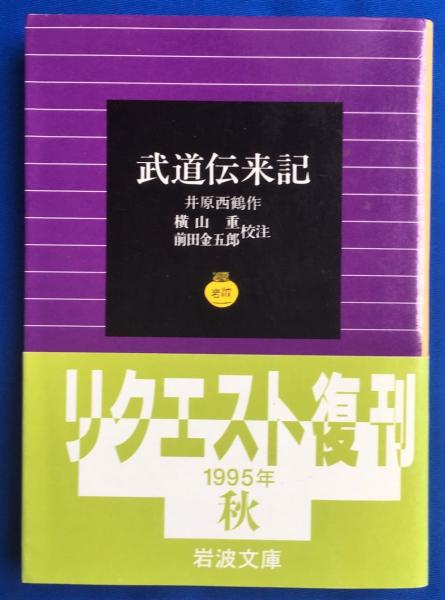 武道伝来記
井原西鶴作
横山 重
前田金五郎 校注
岩波
リクエスト復刊
1995年
秋
岩波文庫